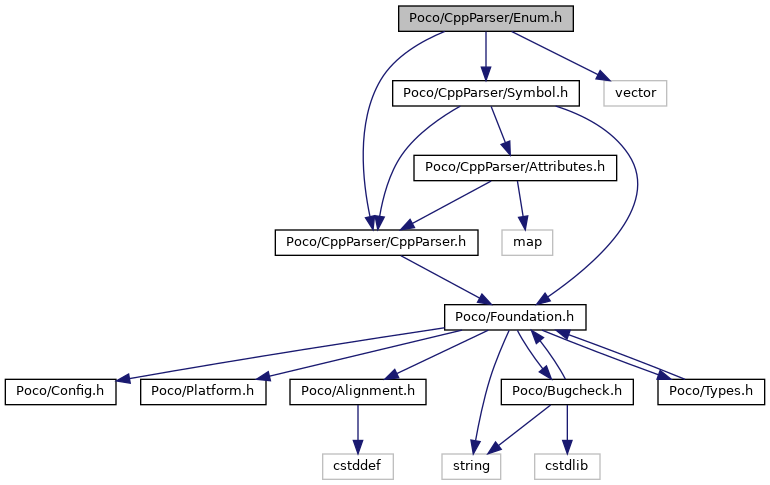 Poco/CppParser/Enum.h
Poco/CppParser/Symbol.h
vector
Poco/CppParser/Attributes.h
Poco/CppParser/CppParser.h
map
Poco/Foundation.h
Poco/Config.h
Poco/Platform.h
Poco/Alignment.h
Poco/Bugcheck.h
Poco/Types.h
cstddef
string
cstdlib